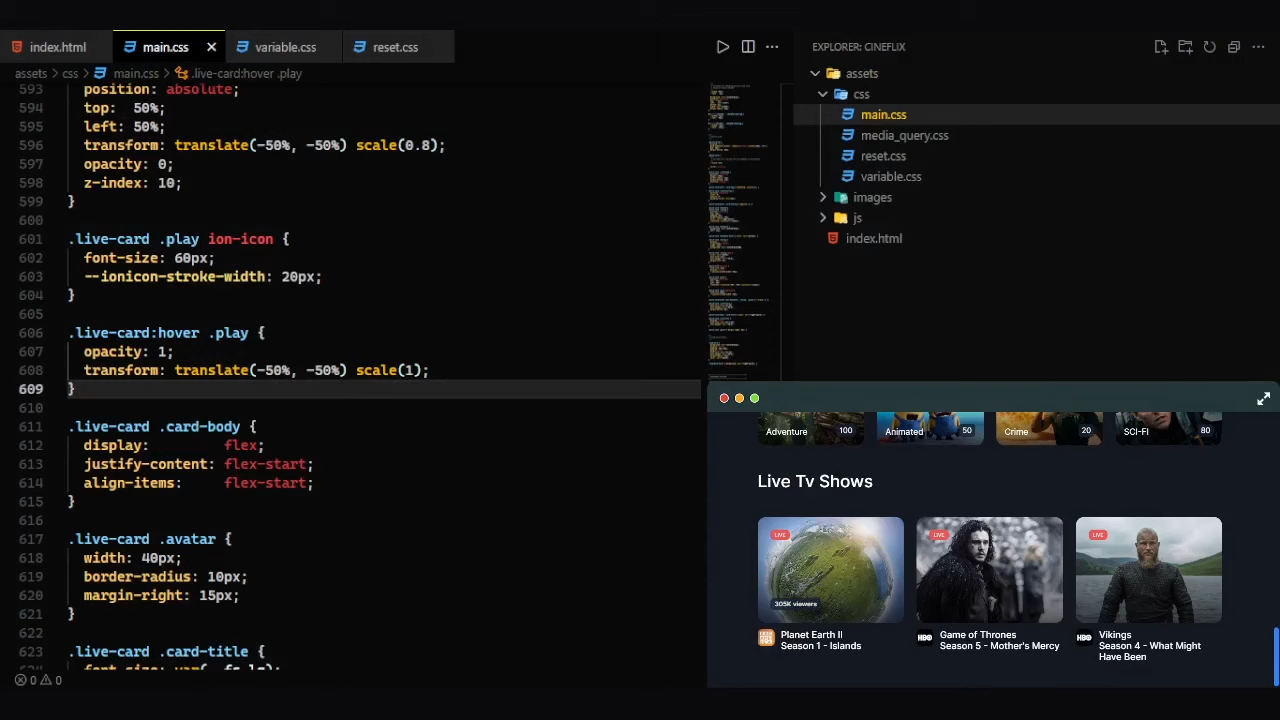 index.html
main.css
variable.css
reset.css
EXPLORER: CINEFLIX
assets > css > main.css > .live-card:hover .play
593 position: absolute;
594 top: 50%;
595 left: 50%;
596 transform: translate(-50%, -50%) scale(0.8);
597 opacity: 0;
598 z-index: 10;
599 }
600
601 .live-card .play ion-icon {
602 font-size: 60px;
603 --ionicon-stroke-width: 20px;
604 }
605
606 .live-card:hover .play {
607 opacity: 1;
608 transform: translate(-50%, -50%) scale(1);
609 }
610
611 .live-card .card-body {
612 display: flex;
613 justify-content: flex-start;
614 align-items: flex-start;
615 }
616
617 .live-card .avatar {
618 width: 40px;
619 border-radius: 10px;
620 margin-right: 15px;
621 }
622
623 .live-card .card-title {
0 0
assets
css
main.css
media_query.css
reset.css
variable.css
images
js
index.html
Adventure 100
Animated 50
Crime 20
SCI-FI 80
Live Tv Shows
LIVE
LIVE
LIVE
305K viewers
Planet Earth II
Season 1 - Islands
HBO
Game of Thrones
Season 5 - Mother's Mercy
HBO
Vikings
Season 4 - What Might
Have Been